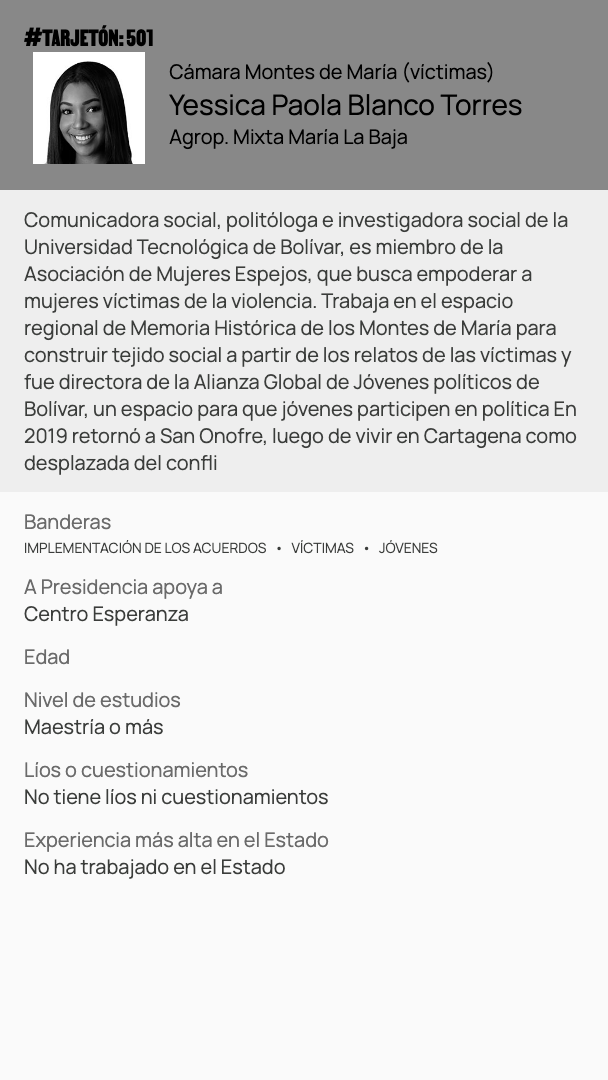 #TARJETÓN: 501
Cámara Montes de María (víctimas)
Yessica Paola Blanco Torres
Agrop. Mixta María La Baja
Comunicadora social, politóloga e investigadora social de la
Universidad Tecnológica de Bolívar, es miembro de la
Asociación de Mujeres Espejos, que busca empoderar a
mujeres víctimas de la violencia. Trabaja en el espacio
regional de Memoria Histórica de los Montes de María para
construir tejido social a partir de los relatos de las víctimas y
fue directora de la Alianza Global de Jóvenes políticos de
Bolívar, un espacio para que jóvenes participen en política En
2019 retornó a San Onofre, luego de vivir en Cartagena como
desplazada del confli
Banderas
IMPLEMENTACIÓN DE LOS ACUERDOS • VÍCTIMAS • JÓVENES
A Presidencia apoya a
Centro Esperanza
Edad
Nivel de estudios
Maestría o más
Líos o cuestionamientos
No tiene líos ni cuestionamientos
Experiencia más alta en el Estado
No ha trabajado en el Estado